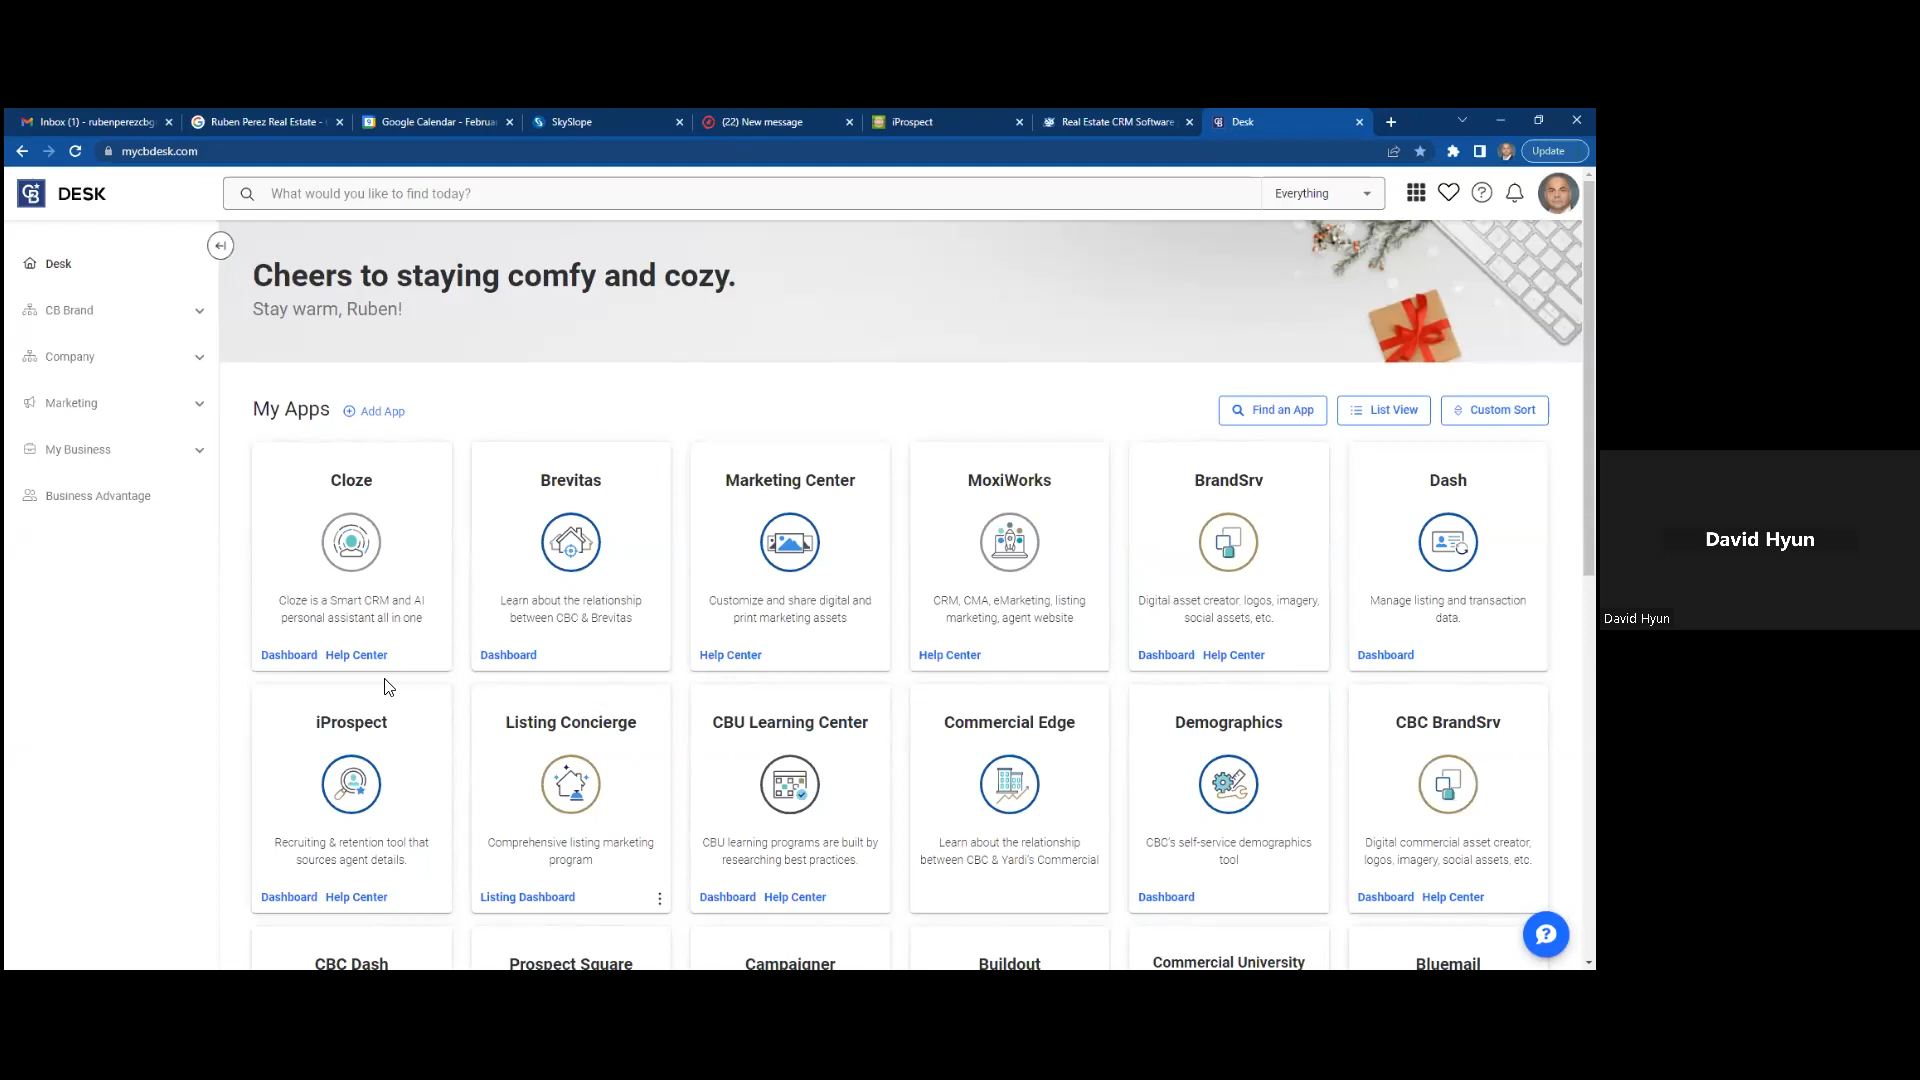 Inbox (1) - rubenperezcbg
Ruben Perez Real Estate -
Google Calendar - Februa
SkySlope
(22) New message
iProspect
Real Estate CRM Software
Desk
mycbdesk.com
Update
DESK
What would you like to find today?
Everything
Desk
CB Brand
Company
Marketing
My Business
Business Advantage
Cheers to staying comfy and cozy.
Stay warm, Ruben!
My Apps
Add App
Find an App
List View
Custom Sort
Cloze
Cloze is a Smart CRM and AI
personal assistant all in one
Dashboard Help Center
Brevitas
Learn about the relationship
between CBC & Brevitas
Dashboard
Marketing Center
Customize and share digital and
print marketing assets
Help Center
MoxiWorks
CRM, CMA, eMarketing, listing
marketing, agent website
Help Center
BrandSrv
Digital asset creator, logos, imagery,
social assets, etc.
Dashboard Help Center
Dash
Manage listing and transaction
data.
Dashboard
iProspect
Recruiting & retention tool that
sources agent details.
Dashboard Help Center
Listing Concierge
Comprehensive listing marketing
program
Listing Dashboard
CBU Learning Center
CBU learning programs are built by
researching best practices.
Dashboard Help Center
Commercial Edge
Learn about the relationship
between CBC & Yardi's Commercial
Demographics
CBC's self-service demographics
tool
Dashboard
CBC BrandSrv
Digital commercial asset creator,
logos, imagery, social assets, etc.
Dashboard Help Center
CBC Dash
Prospect Square
Campaigner
Buildout
Commercial University
Bluemail
David Hyun
David Hyun